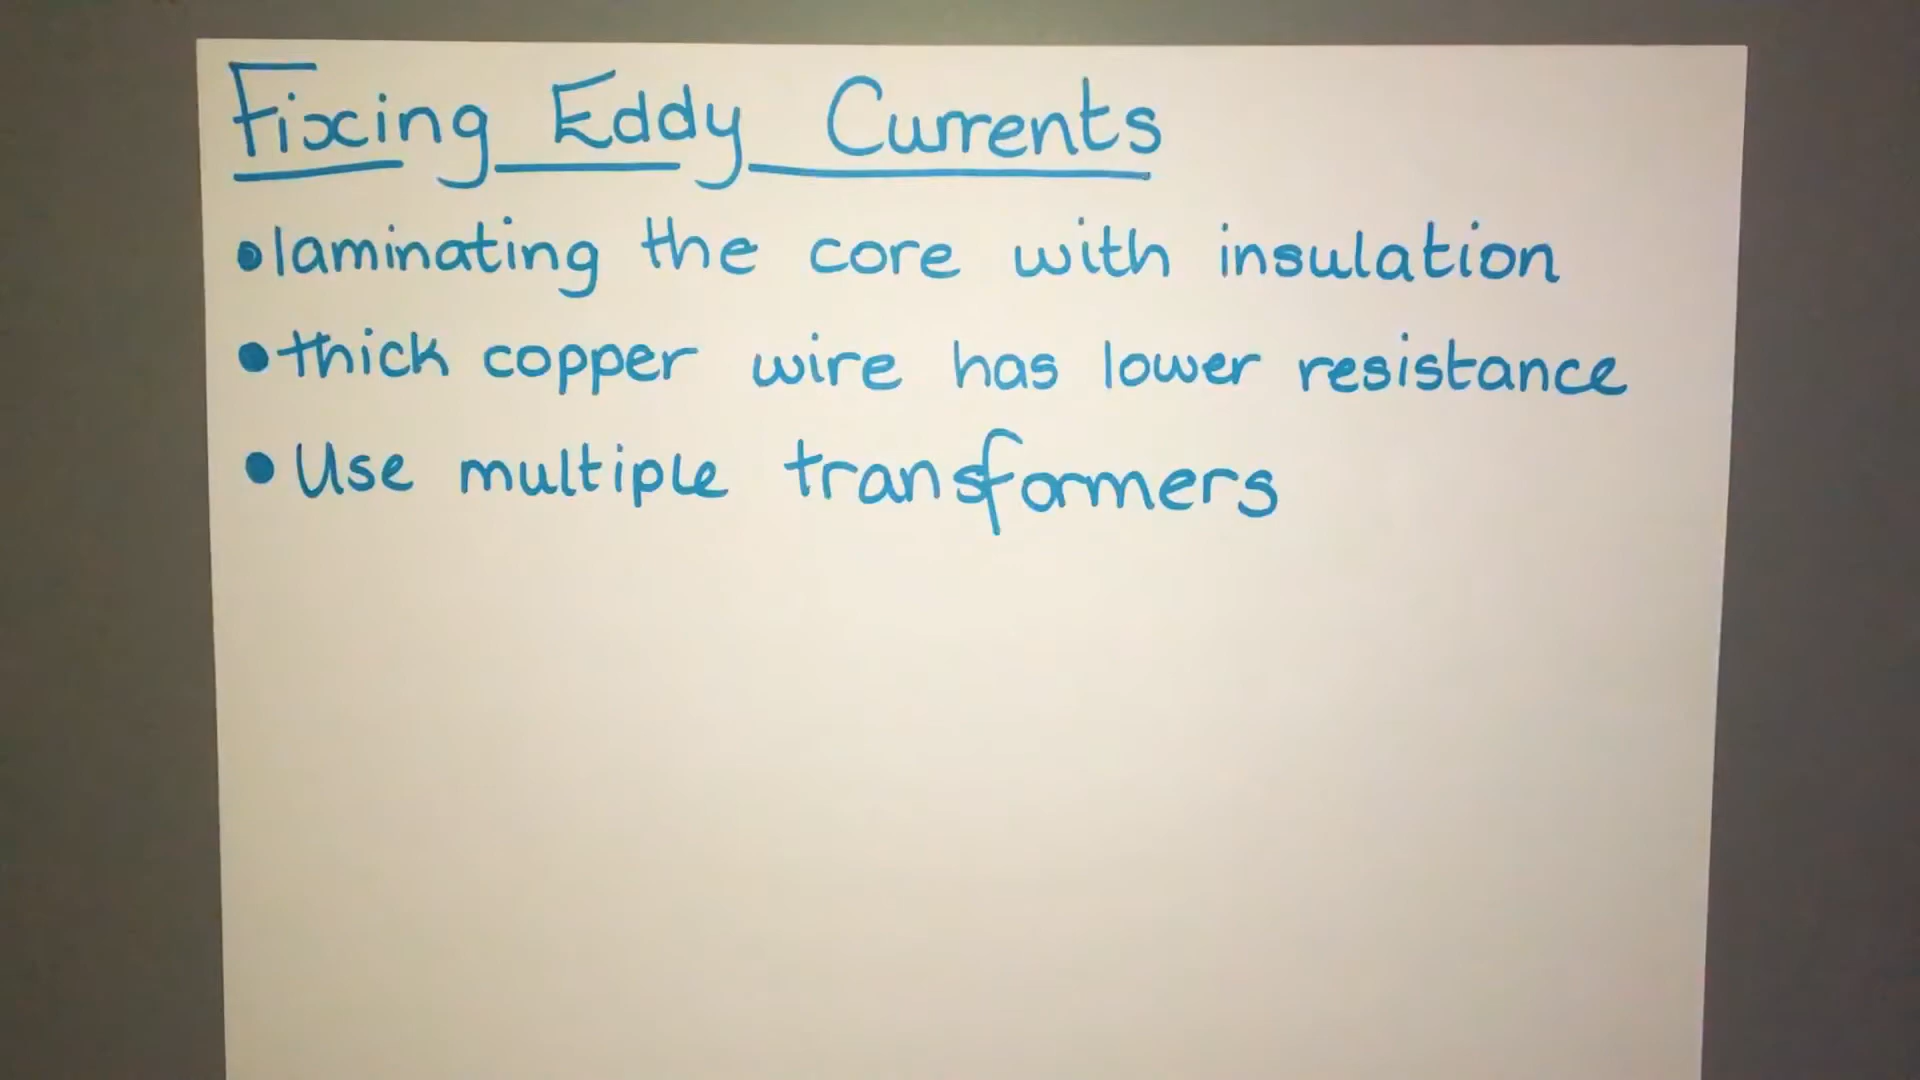 Fixing Eddy Currents
• laminating the core with insulation
• thick copper wire has lower resistance
• Use multiple transformers